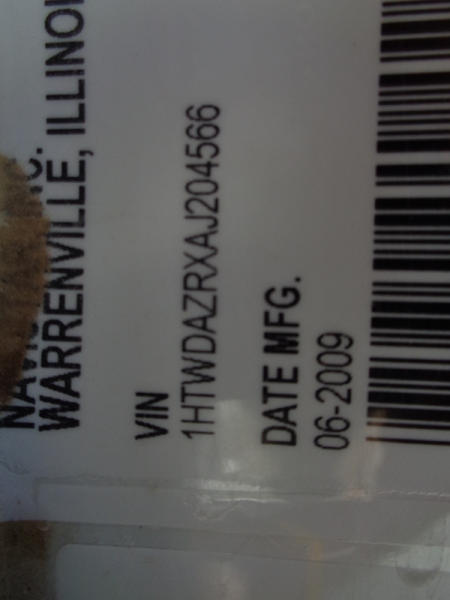 WARRENVILLE, ILLINOI
VIN
1HTWDAZRXAJ204566
DATE MFG.
06-2009